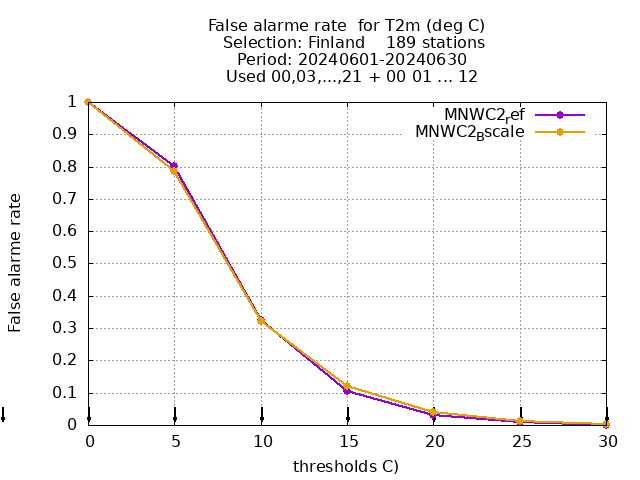 False alarme rate  for T2m (deg C)
Selection: Finland    189 stations
Period: 20240601-20240630
Used 00,03,...,21 + 00 01 ... 12
MNWC2ref
MNWC2Bscale
False alarme rate
1
0.9
0.8
0.7
0.6
0.5
0.4
0.3
0.2
0.1
0
0 5 10 15 20 25 30
thresholds C)